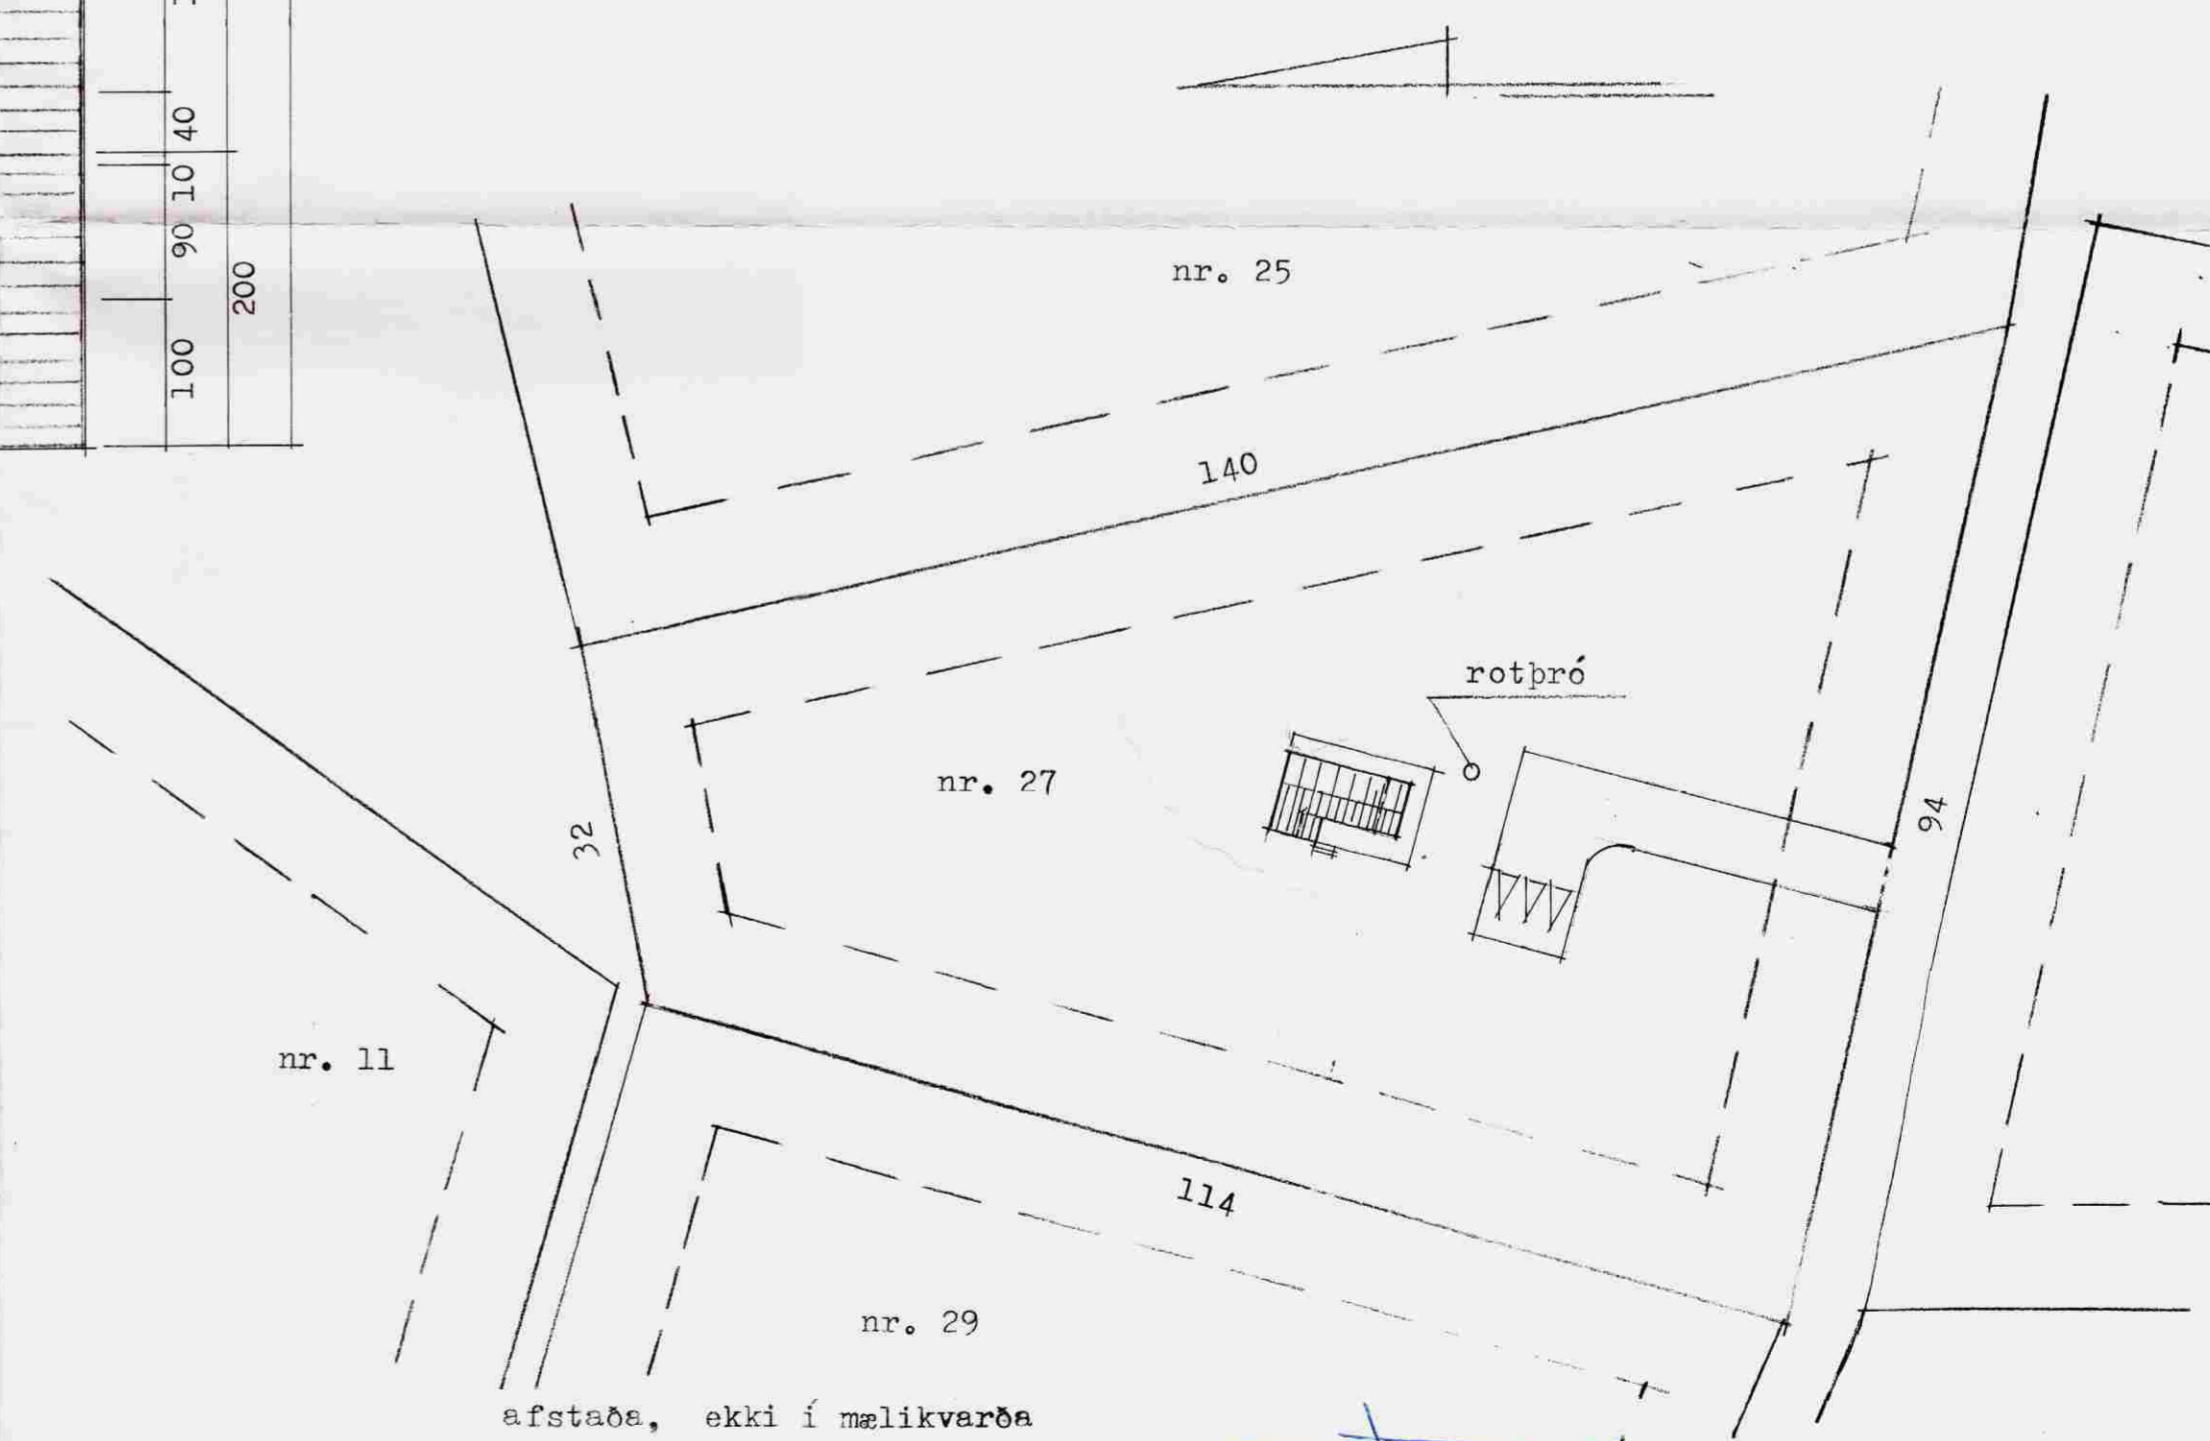 40
10
90
200
100
nr. 25
140
rotþró
nr. 27
32
94
nr. 11
114
nr. 29
afstaða, ekki í mælikvarða